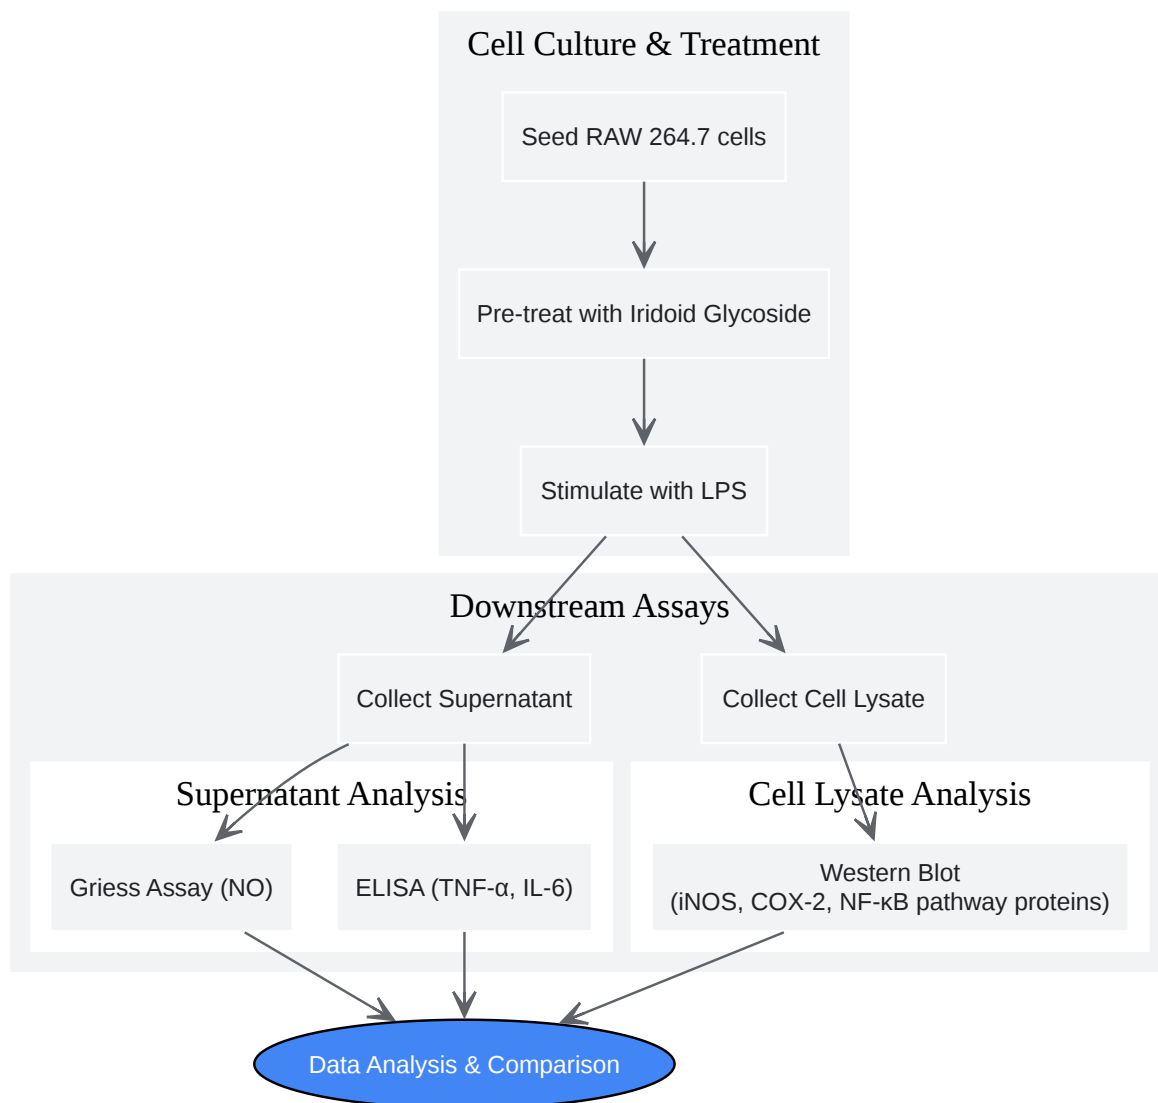 Cell Culture & Treatment
Seed RAW 264.7 cells
Pre-treat with Iridoid Glycoside
Stimulate with LPS
Downstream Assays
Collect Supernatant
Collect Cell Lysate
Supernatant Analysis
Cell Lysate Analysis
Griess Assay (NO)
ELISA (TNF-α, IL-6)
Western Blot
(iNOS, COX-2, NF-κB pathway proteins)
Data Analysis & Comparison